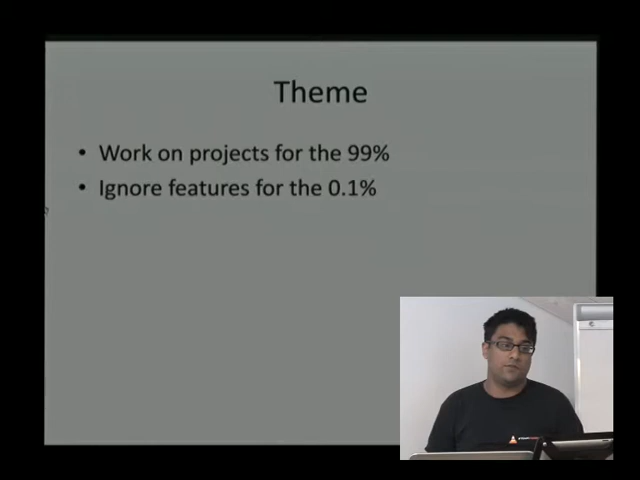 Theme
• Work on projects for the 99%
• Ignore features for the 0.1%